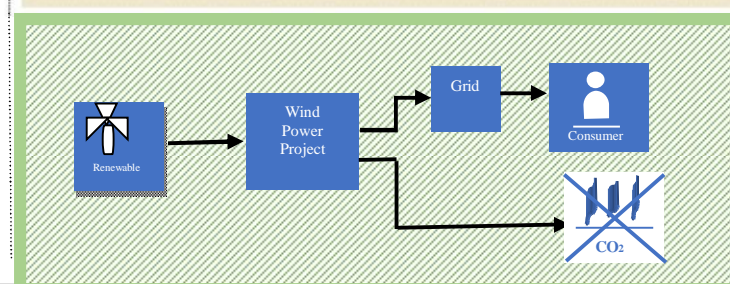 Renewable
Wind
Power
Project
Grid
Consumer
CO₂